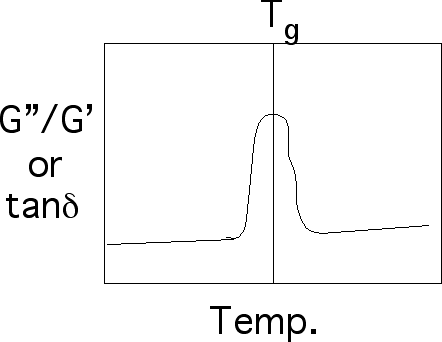 Tg
G"/G'
or
tanδ
Temp.